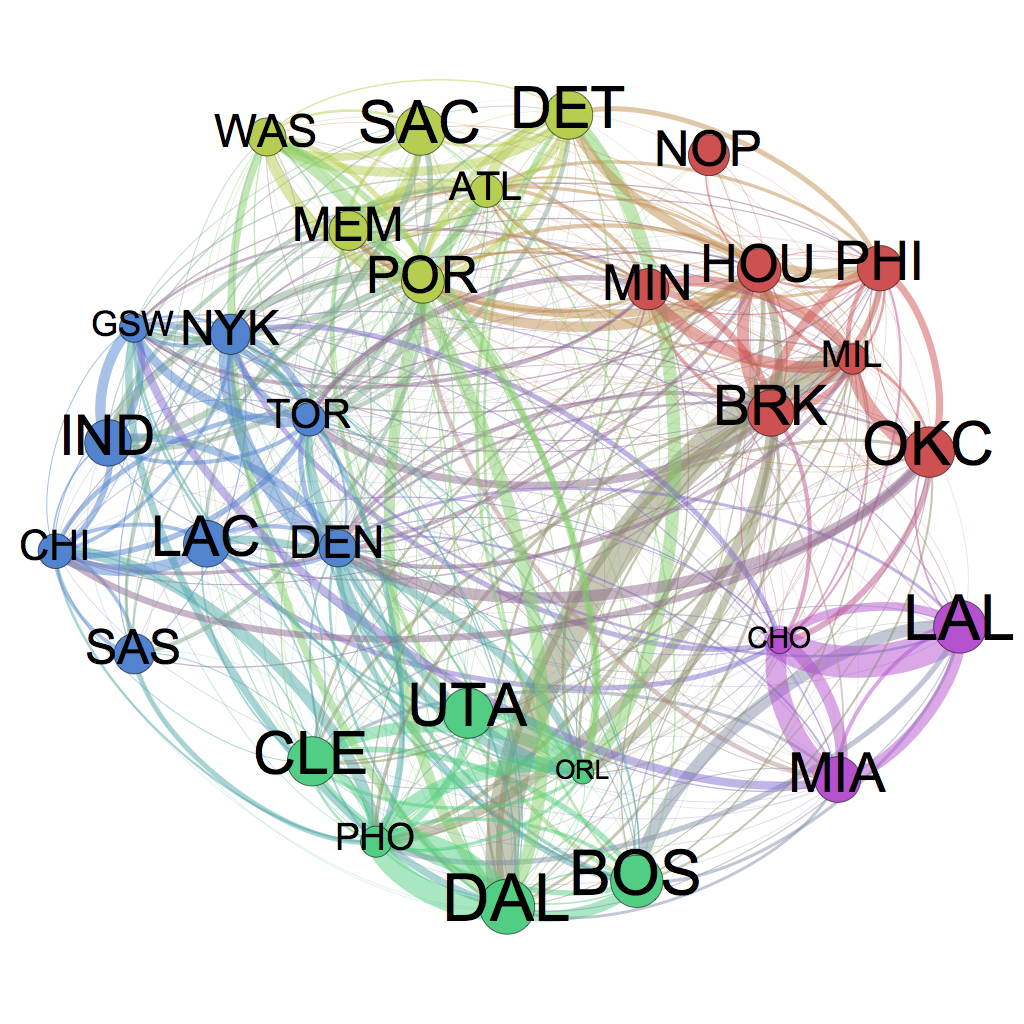 DET
SAC
WAS
NOP
ATL
MEM
POR
HOU
PHI
MIN
GSW
NYK
MIL
TOR
BRK
IND
OKC
LAC
DEN
CHI
LAL
CHO
SAS
UTA
CLE
ORL
MIA
PHO
BOS
DAL